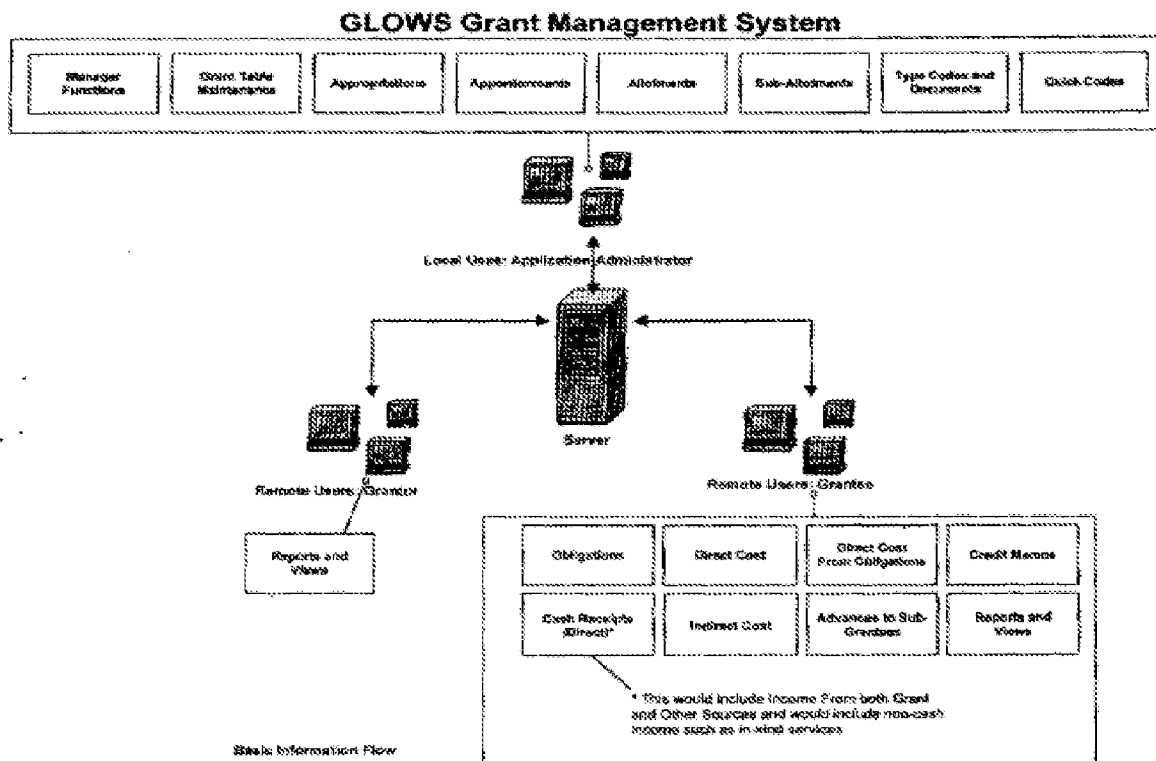 GLOWS Grant Management System
Manager
Functions
Grant Table
Maintenance
Appropriations
Apportionments
Allotments
Sub-Allotments
Type Codes and
Documents
Quick Codes
Local User: Application Administrator
Server
Remote Users: Grantor
Remote Users: Grantee
Reports and
Views
Obligations
Direct Cost
Direct Cost
From Obligations
Credit Memos
Cash Receipts
(Direct)*
Indirect Cost
Advances to Sub-
Grantees
Reports and
Views
* This would include Income From both Grant
and Other Sources and would include non-cash
income such as in-kind services
Basic Information Flow